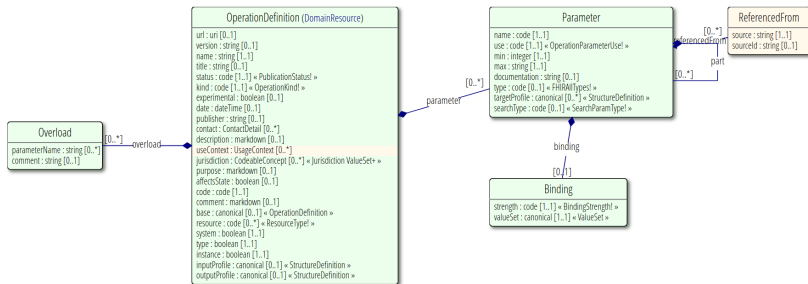 OperationDefinition (DomainResource)
url : uri [0..1]
version : string [0..1]
name : string [1..1]
title : string [0..1]
status : code [1..1] « PublicationStatus! »
kind : code [1..1] « OperationKind! »
experimental : boolean [0..1]
date : dateTime [0..1]
publisher : string [0..1]
contact : ContactDetail [0..*]
description : markdown [0..1]
useContext : UsageContext [0..*]
jurisdiction : CodeableConcept [0..*] « Jurisdiction ValueSet+ »
purpose : markdown [0..1]
affectsState : boolean [0..1]
code : code [1..1]
comment : markdown [0..1]
base : canonical [0..1] « OperationDefinition »
resource : code [0..*] « ResourceType! »
system : boolean [1..1]
type : boolean [1..1]
instance : boolean [1..1]
inputProfile : canonical [0..1] « StructureDefinition »
outputProfile : canonical [0..1] « StructureDefinition »
Overload
parameterName : string [0..*]
comment : string [0..1]
[0..*]
overload
Parameter
name : code [1..1]
use : code [1..1] « OperationParameterUse! »
min : integer [1..1]
max : string [1..1]
documentation : string [0..1]
type : code [0..1] « FHIRAllTypes! »
targetProfile : canonical [0..*] « StructureDefinition »
searchType : code [0..1] « SearchParamType! »
[0..*]
parameter
ReferencedFrom
source : string [1..1]
sourceId : string [0..1]
[0..*]
referencedFrom
part
[0..*]
binding
[0..1]
Binding
strength : code [1..1] « BindingStrength! »
valueSet : canonical [1..1] « ValueSet »